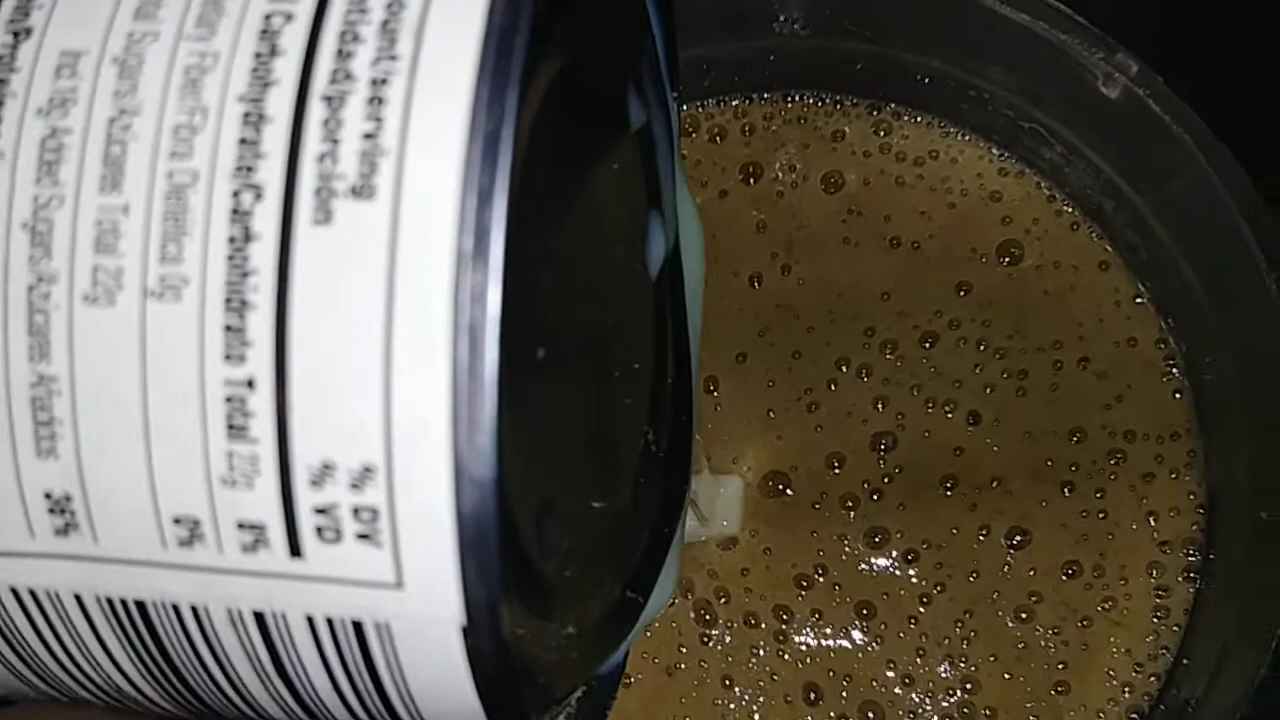 ount/serving % DV
tidad/porción % VD
l Carbohydrate/Carbohidrato Total 22g 8%
Fiber/Fibra Dietética 0g 0%
Sugars/Azúcares Total 22g
Incl. 18g Added Sugars/Azúcares Añadidos 36%